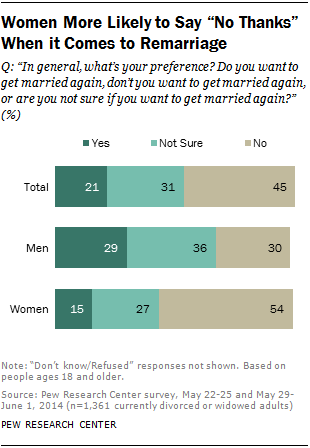 Women More Likely to Say “No Thanks”
When it Comes to Remarriage
Q: “In general, what’s your preference? Do you want to
get married again, don’t you want to get married again,
or are you not sure if you want to get married again?”
(%)
Yes Not Sure No
Total 21 31 45
Men 29 36 30
Women 15 27 54
Note: “Don’t know/Refused” responses not shown. Based on
people ages 18 and older.
Source: Pew Research Center survey, May 22-25 and May 29-
June 1, 2014 (n=1,361 currently divorced or widowed adults)
PEW RESEARCH CENTER